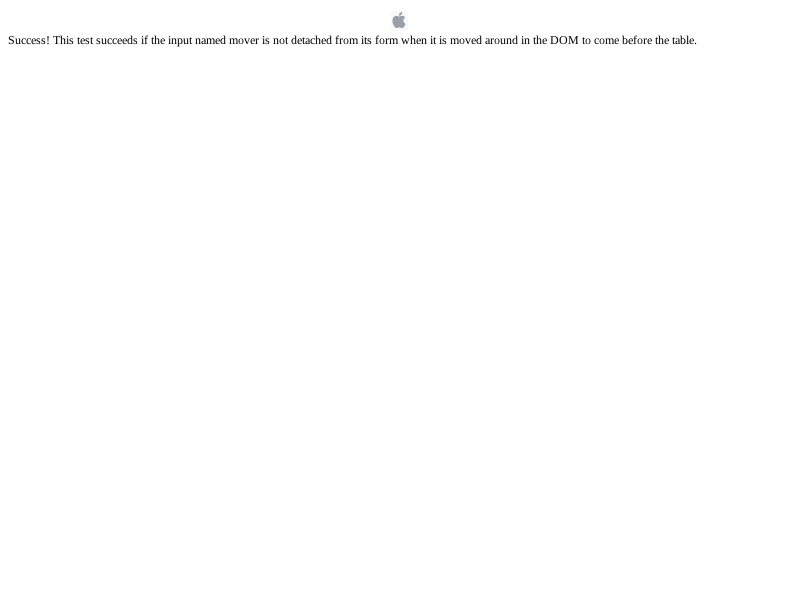 Success! This test succeeds if the input named mover is not detached from its form when it is moved around in the DOM to come before the table.